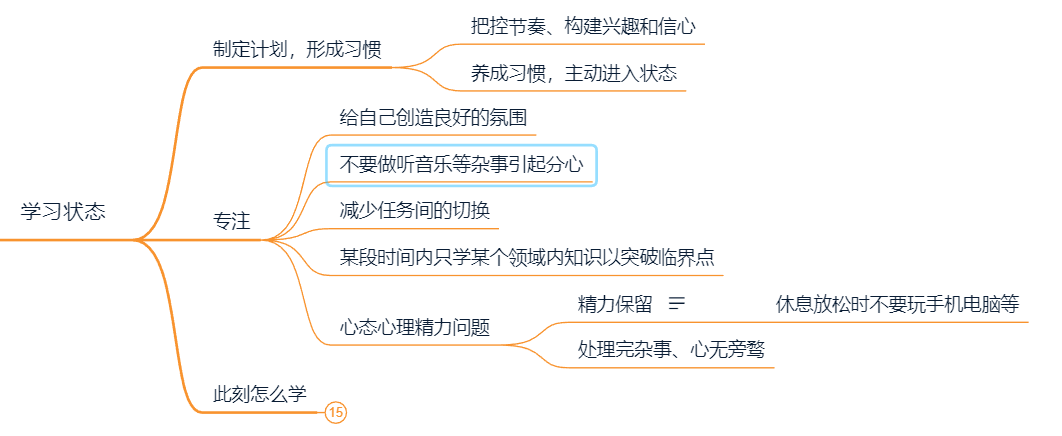 把控节奏、构建兴趣和信心
制定计划，形成习惯
养成习惯，主动进入状态
给自己创造良好的氛围
不要做听音乐等杂事引起分心
减少任务间的切换
学习状态
专注
某段时间内只学某个领域内知识以突破临界点
精力保留
休息放松时不要玩手机电脑等
心态心理精力问题
处理完杂事、心无旁骛
此刻怎么学
15